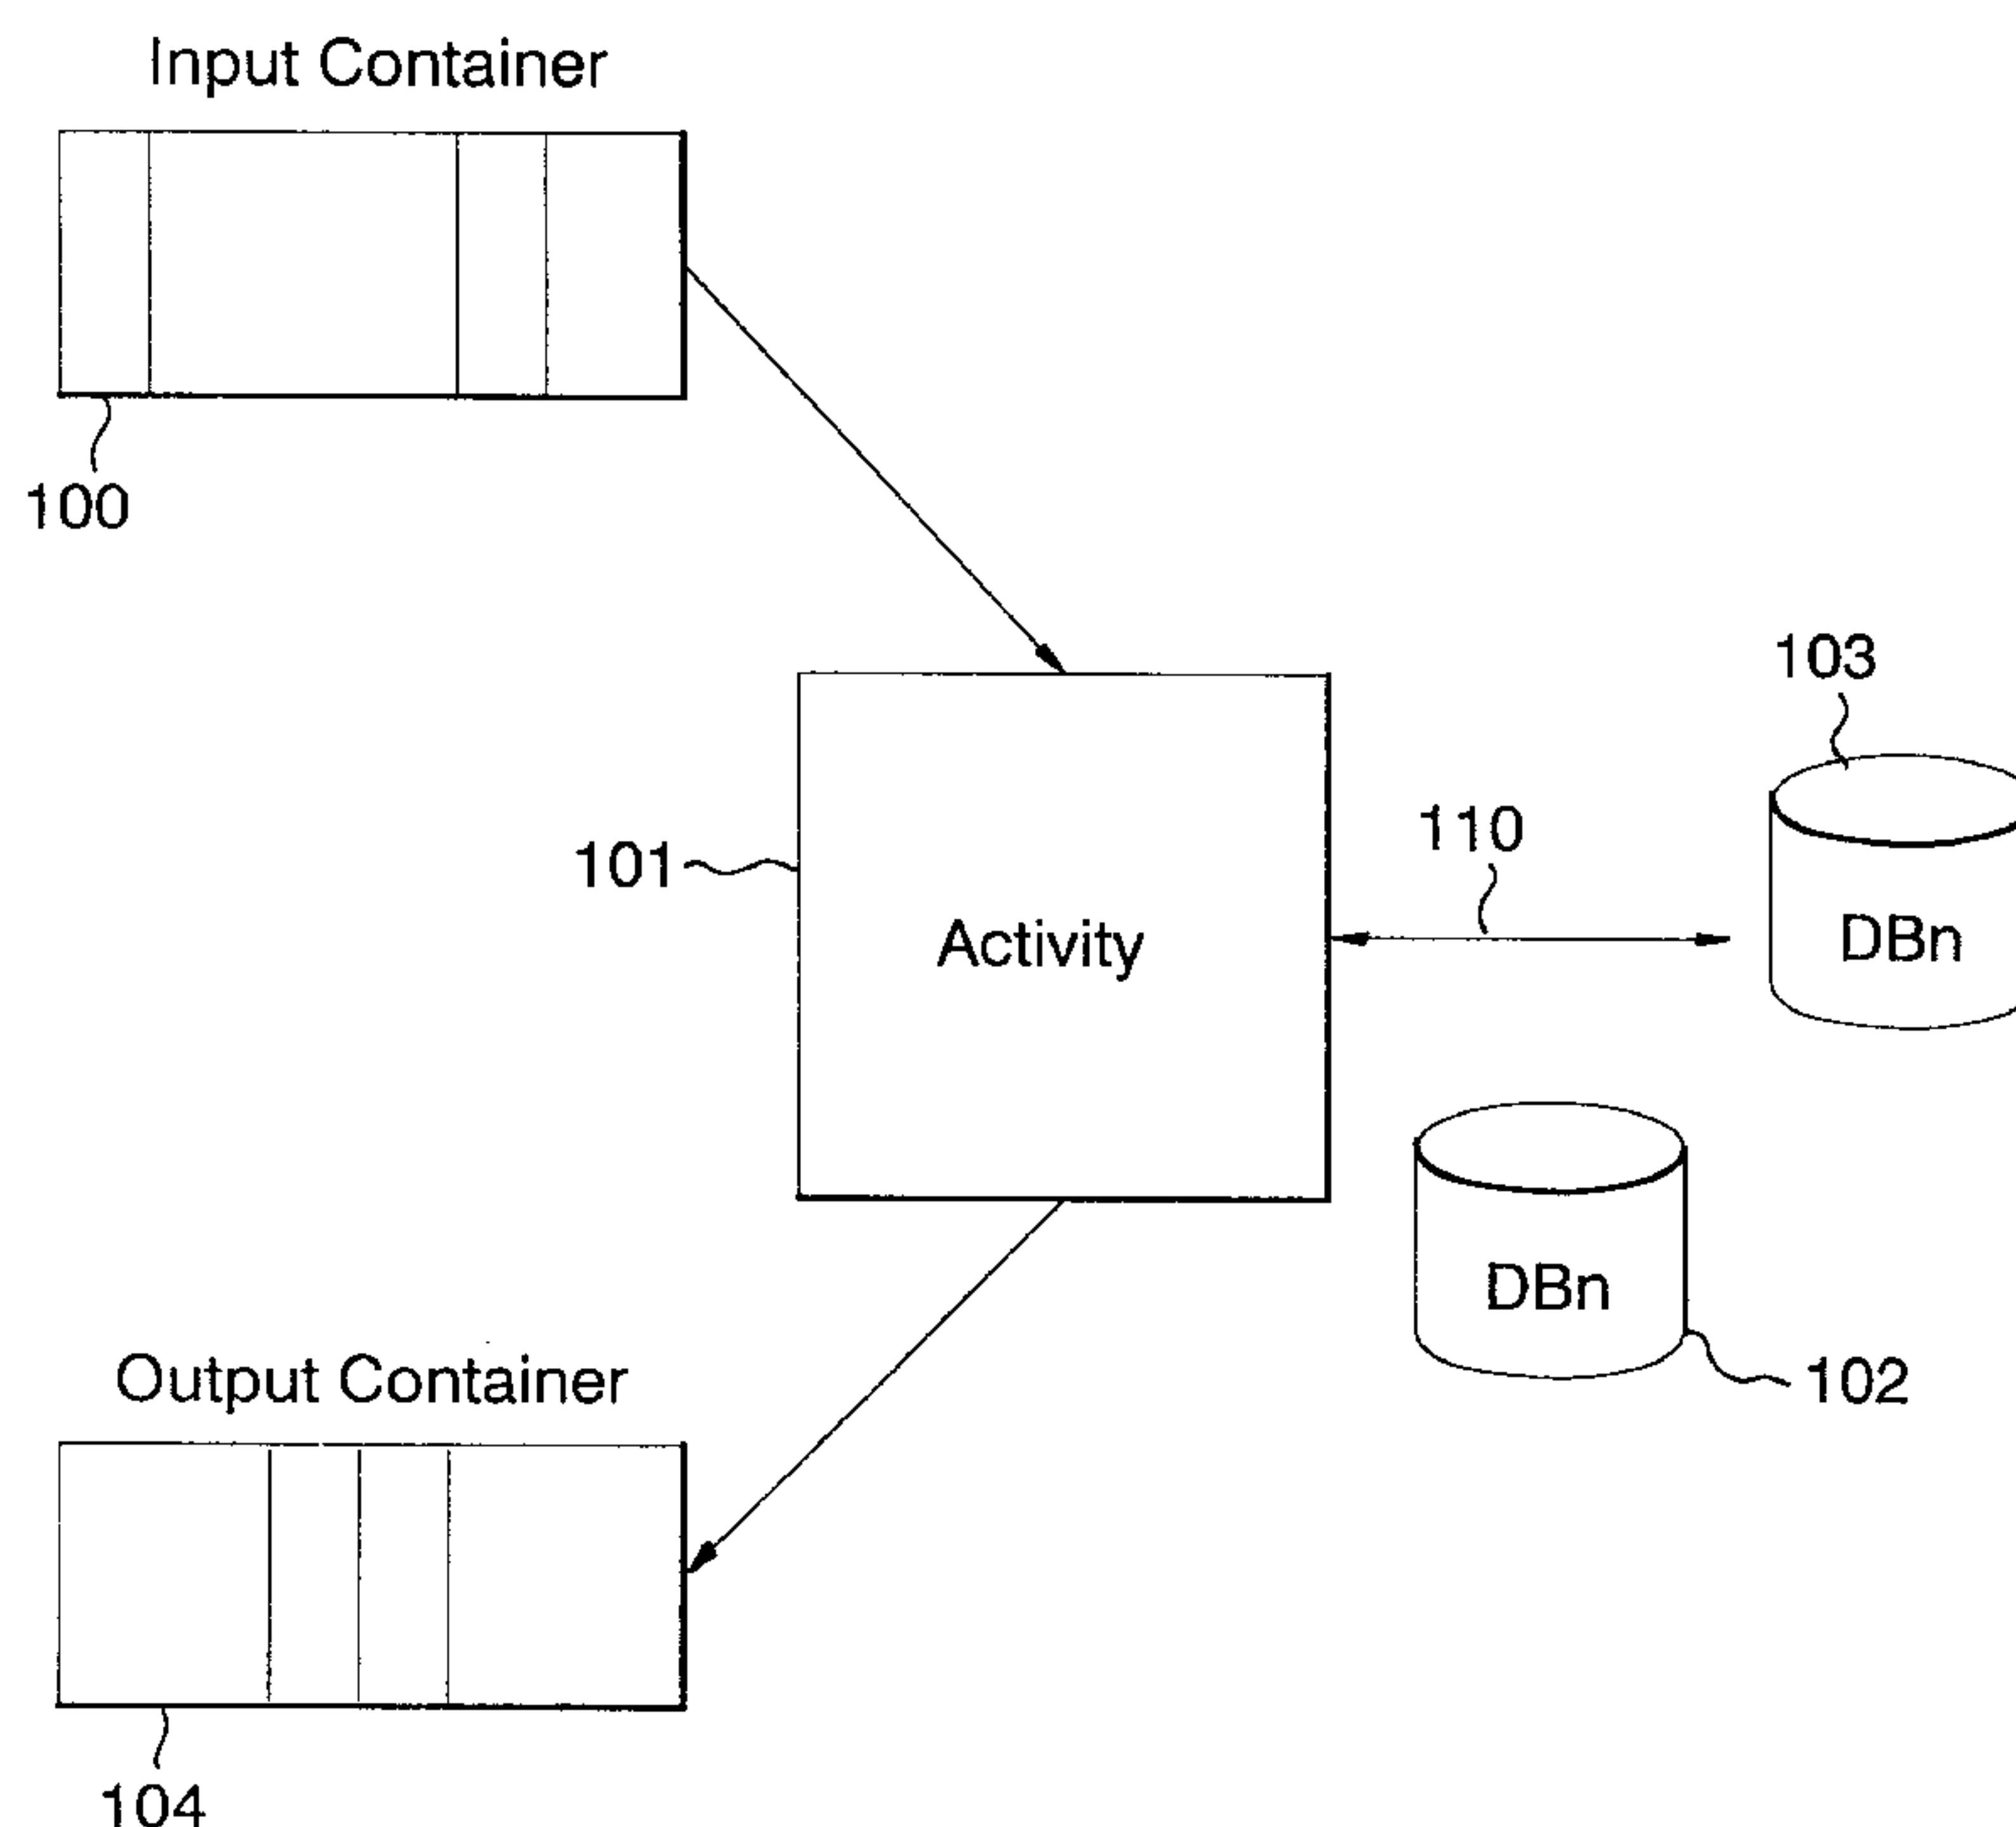 Input Container
100
103
110
101
Activity
DBn
DBn
102
Output Container
104